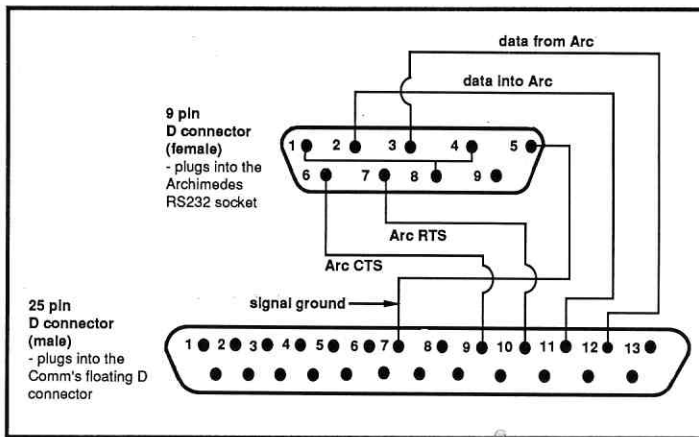 data from Arc
data into Arc
9 pin
D connector
(female)
- plugs into the
Archimedes
RS232 socket
1 2 3 4 5
6 7 8 9
Arc RTS
Arc CTS
signal ground
25 pin
D connector
(male)
- plugs into the
Comm's floating D
connector
1 2 3 4 5 6 7 8 9 10 11 12 13